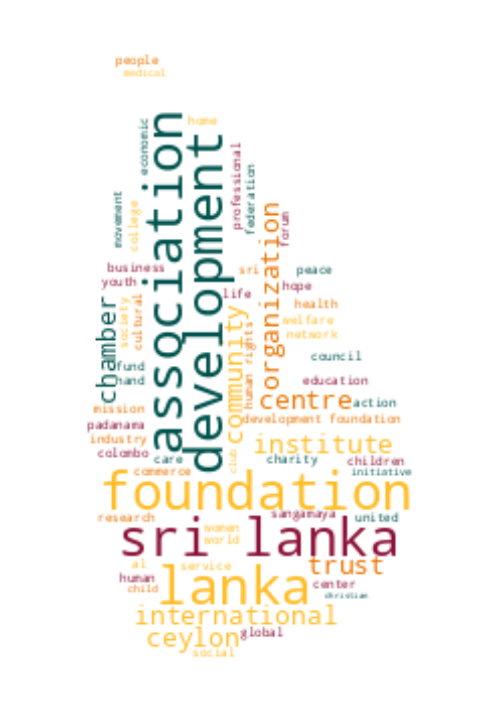 people
medical
home
association
economic
development
professional
federation
movement
college
organization
forum
business
sri
peace
youth
hope
life
chamber
society
cultural
health
community
welfare
human rights
network
council
fund
hand
education
centre
action
mission
development foundation
padanama
industry
institute
colombo
care
club
charity
children
commerce
initiative
foundation
research
sangamaya
united
women
sri lanka
world
al
service
trust
human
lanka
center
child
christian
international
ceylon
global
social